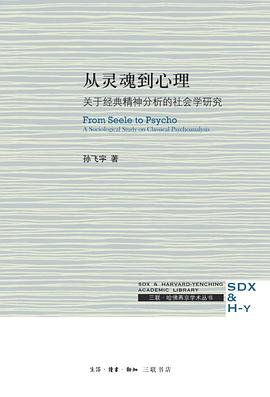 从灵魂到心理
关于经典精神分析的社会学研究
From Seele to Psycho
A Sociological Study on Classical Psychoanalysis
孙飞宇 著
SDX & HARVARD-YENCHING
ACADEMIC LIBRARY
三联·哈佛燕京学术丛书
SDX
&
H-Y
生活·读书·新知 三联书店